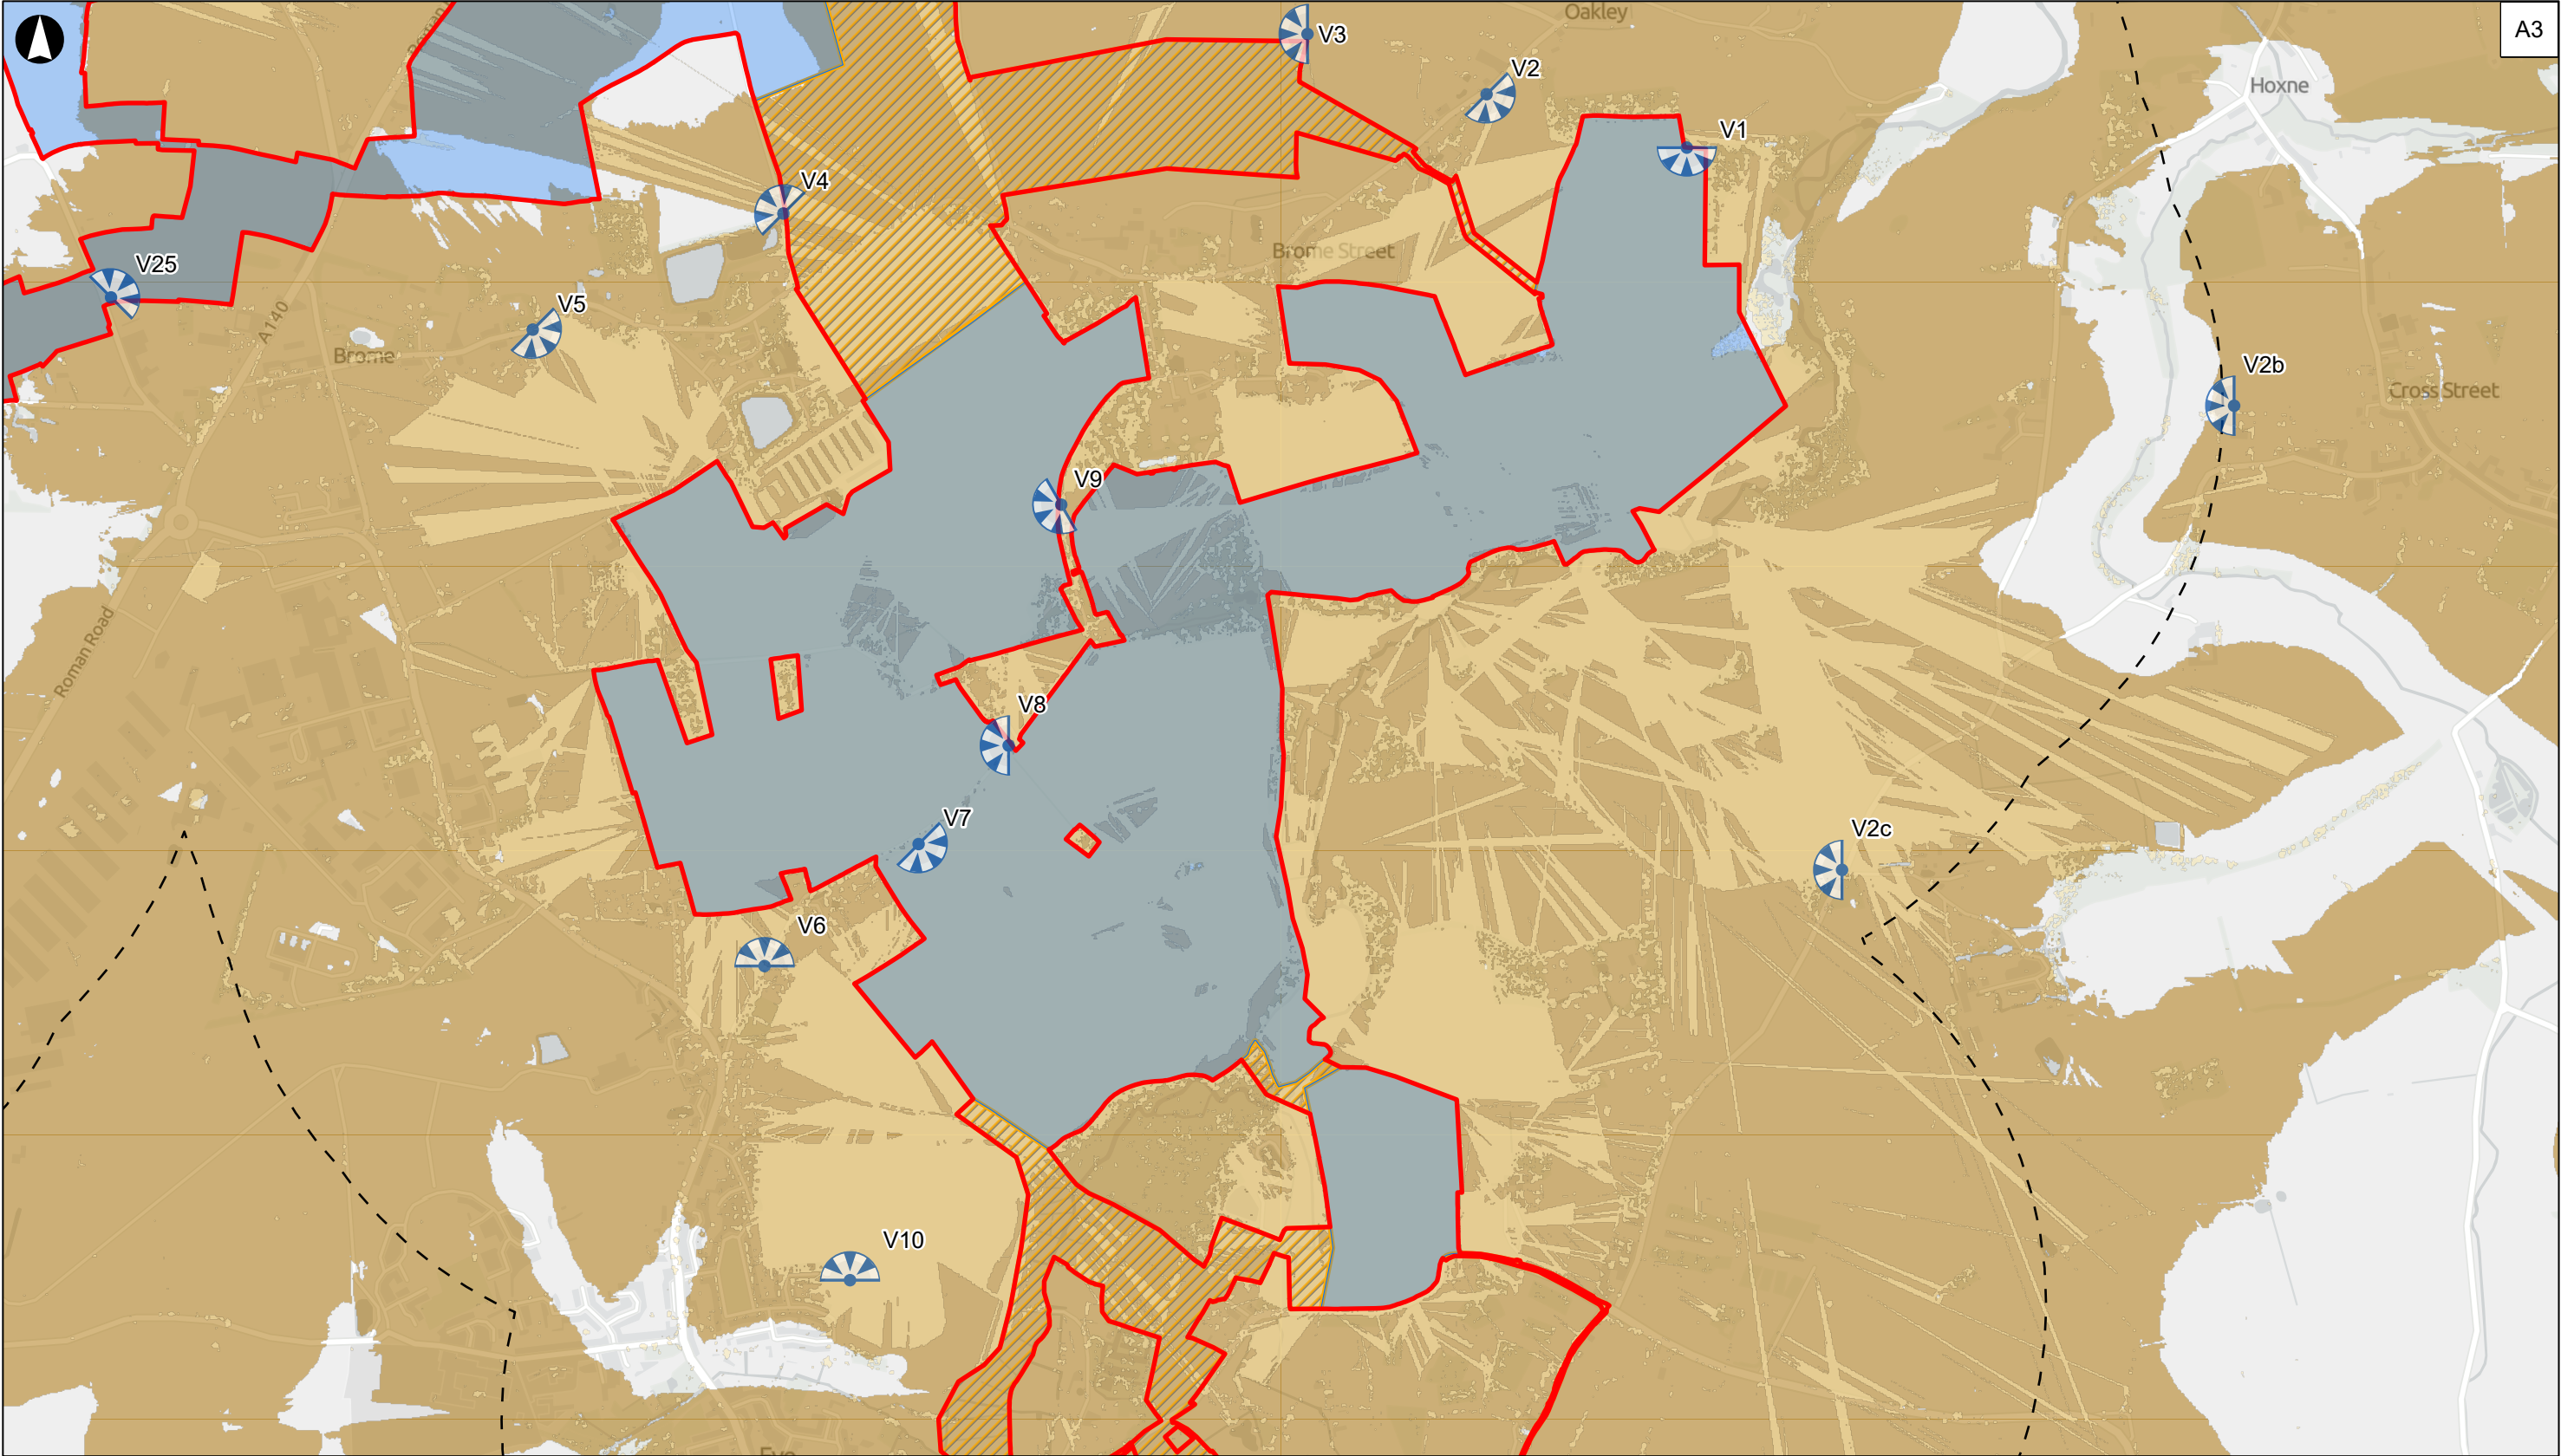 A3
Oakley
V3
V2
Hoxne
V1
V4
Brome Street
V25
V5
A140
Brome
V2b
Cross Street
V9
Roman Road
V8
V7
V2c
V6
V10